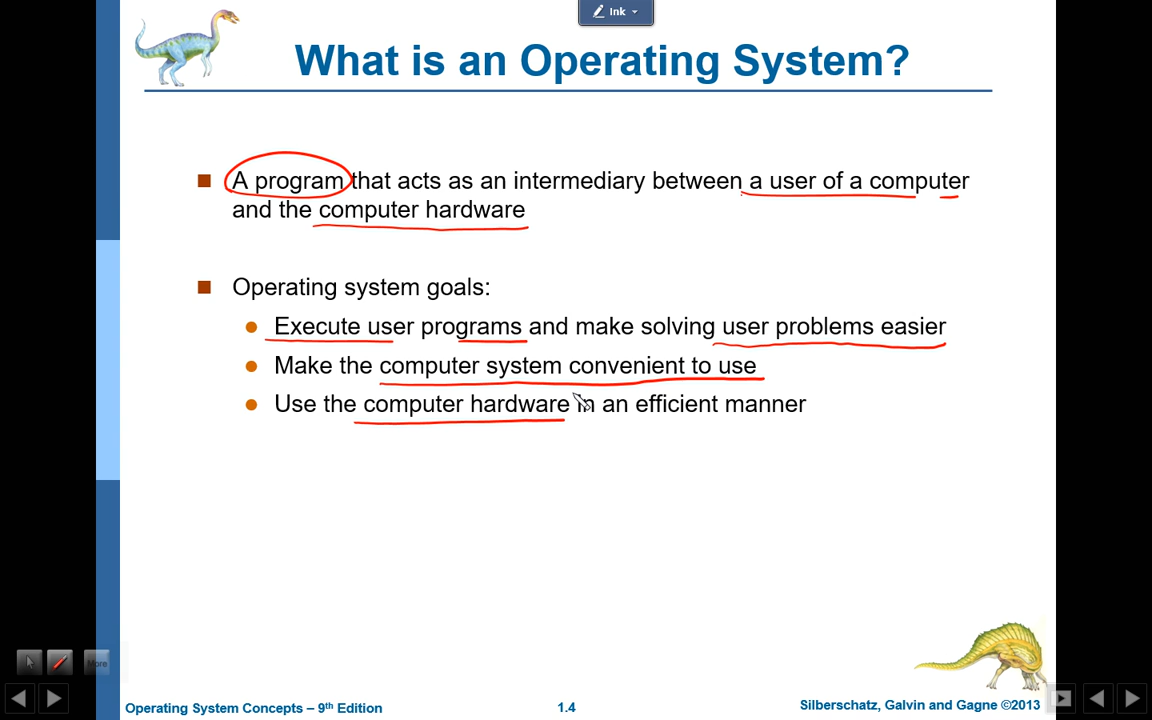 Ink
What is an Operating System?
A program that acts as an intermediary between a user of a computer
and the computer hardware
Operating system goals:
Execute user programs and make solving user problems easier
Make the computer system convenient to use
Use the computer hardware in an efficient manner
More
Operating System Concepts – 9th Edition
1.4
Silberschatz, Galvin and Gagne ©2013